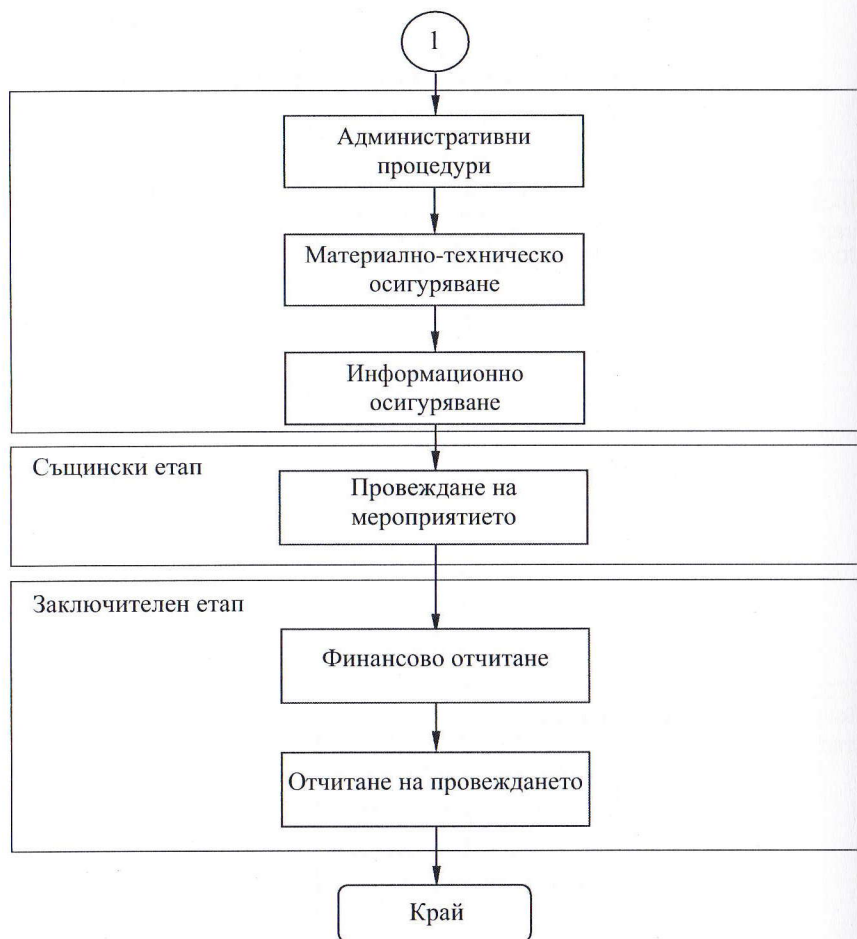 1
Административни
процедури
Материално-техническо
осигуряване
Информационно
осигуряване
Същински етап
Провеждане на
мероприятието
Заключителен етап
Финансово отчитане
Отчитане на провеждането
Край